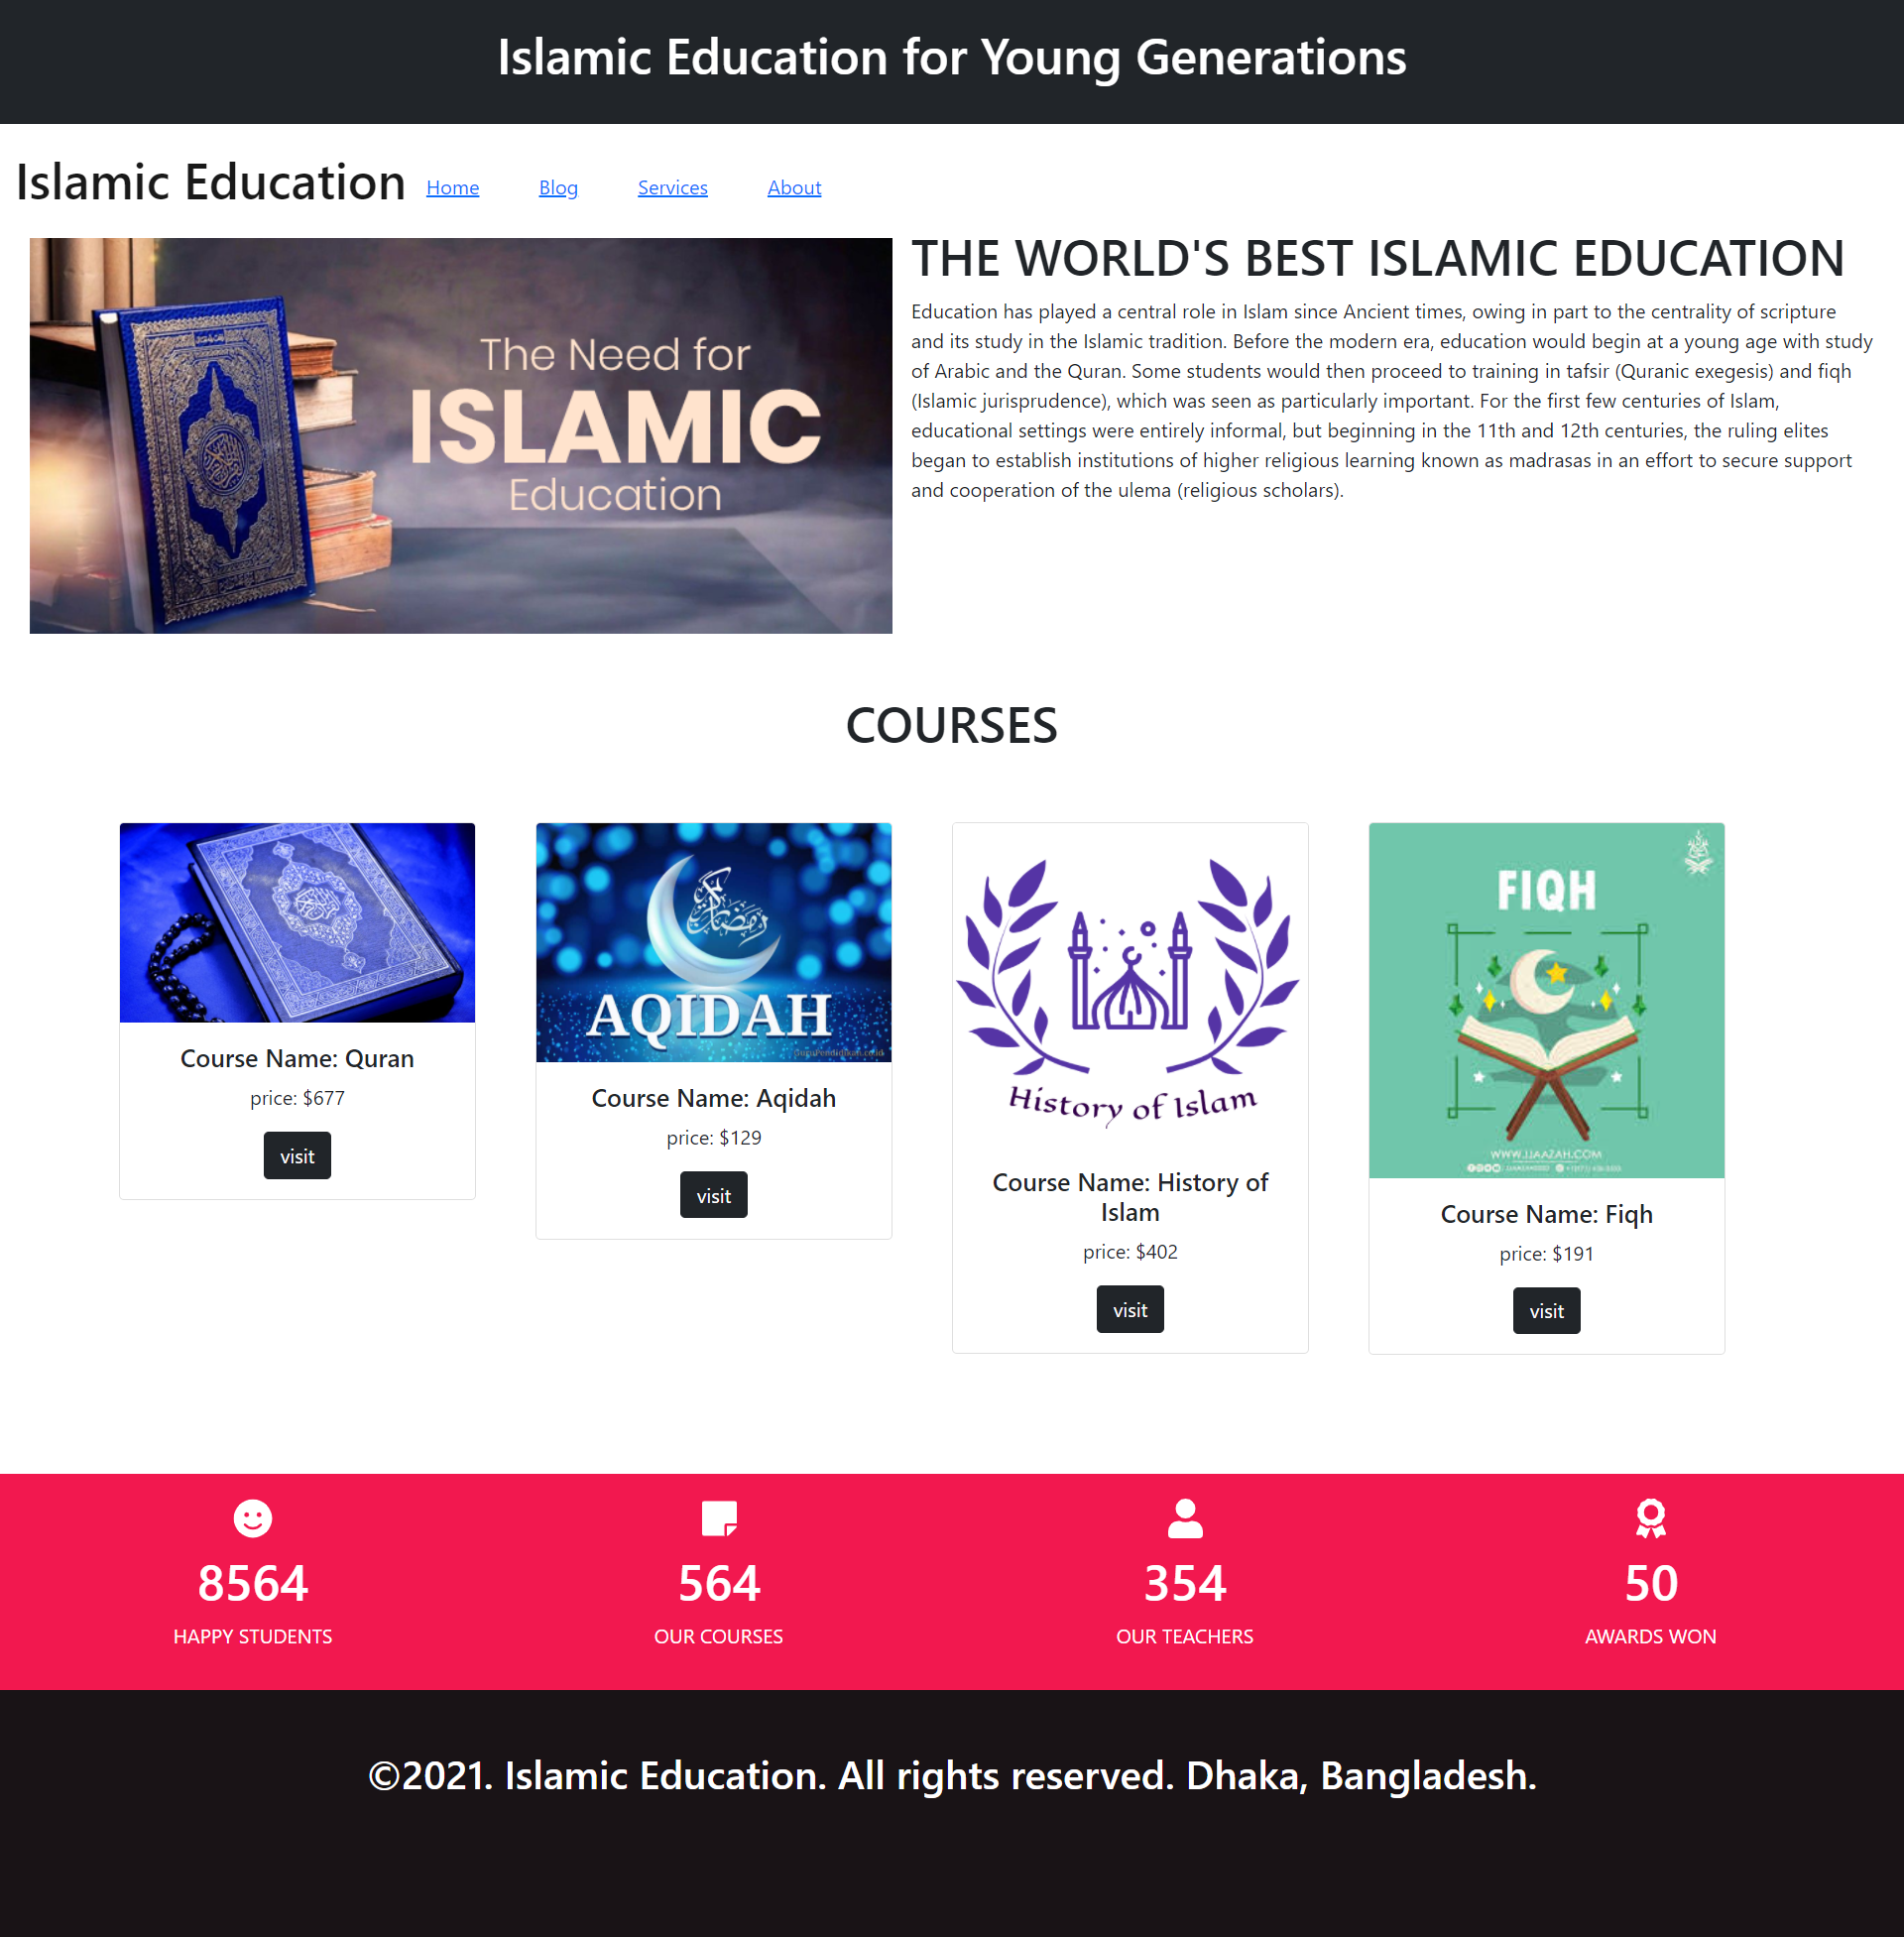 Islamic Education for Young Generations
Islamic Education Home Blog Services About
The Need for
ISLAMIC
Education
THE WORLD'S BEST ISLAMIC EDUCATION
Education has played a central role in Islam since Ancient times, owing in part to the centrality of scripture
and its study in the Islamic tradition. Before the modern era, education would begin at a young age with study
of Arabic and the Quran. Some students would then proceed to training in tafsir (Quranic exegesis) and fiqh
(Islamic jurisprudence), which was seen as particularly important. For the first few centuries of Islam,
educational settings were entirely informal, but beginning in the 11th and 12th centuries, the ruling elites
began to establish institutions of higher religious learning known as madrasas in an effort to secure support
and cooperation of the ulema (religious scholars).
COURSES
Course Name: Quran
price: $677
visit
رمضان كريم
AQIDAH
GuruPendidikan.co.id
Course Name: Aqidah
price: $129
visit
History of Islam
Course Name: History of
Islam
price: $402
visit
FIQH
WWW.IJAAZAH.COM
Course Name: Fiqh
price: $191
visit
8564
HAPPY STUDENTS
564
OUR COURSES
354
OUR TEACHERS
50
AWARDS WON
©2021. Islamic Education. All rights reserved. Dhaka, Bangladesh.